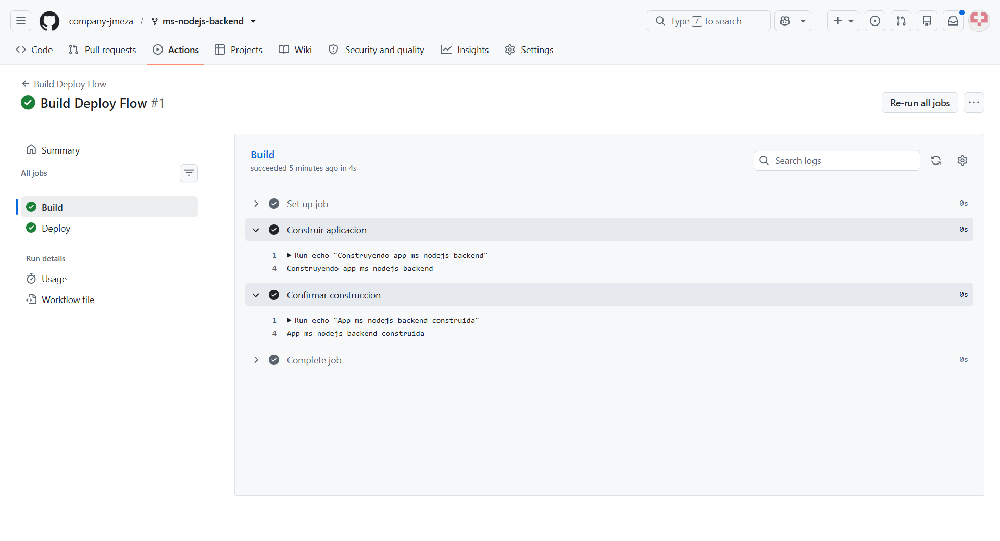 company-jmeza / ms-nodejs-backend
Type / to search
Code
Pull requests
Actions
Projects
Wiki
Security and quality
Insights
Settings
Build Deploy Flow
Build Deploy Flow #1
Re-run all jobs
Summary
All jobs
Build
Deploy
Run details
Usage
Workflow file
Build
succeeded 5 minutes ago in 4s
Search logs
Set up job 0s
Construir aplicacion 0s
1 Run echo "Construyendo app ms-nodejs-backend"
4 Construyendo app ms-nodejs-backend
Confirmar construccion 0s
1 Run echo "App ms-nodejs-backend construida"
4 App ms-nodejs-backend construida
Complete job 0s